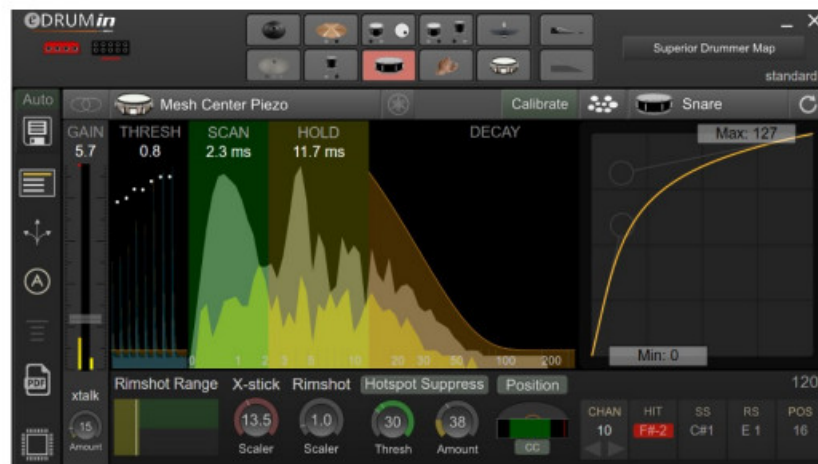 eDRUMin
Superior Drummer Map
standard
Auto
Mesh Center Piezo
Calibrate
Snare
GAIN THRESH SCAN HOLD DECAY
5.7 0.8 2.3 ms 11.7 ms
Max: 127
0 1 2 3 5 10 20 30 50 100 200
Min: 0
PDF
xtalk
15
Amount
Rimshot Range X-stick Rimshot Hotspot Suppress Position
120
13.5 1.0 30 38
Scaler Scaler Thresh Amount CC
CHAN HIT SS RS POS
10 F#-2 C#1 E 1 16